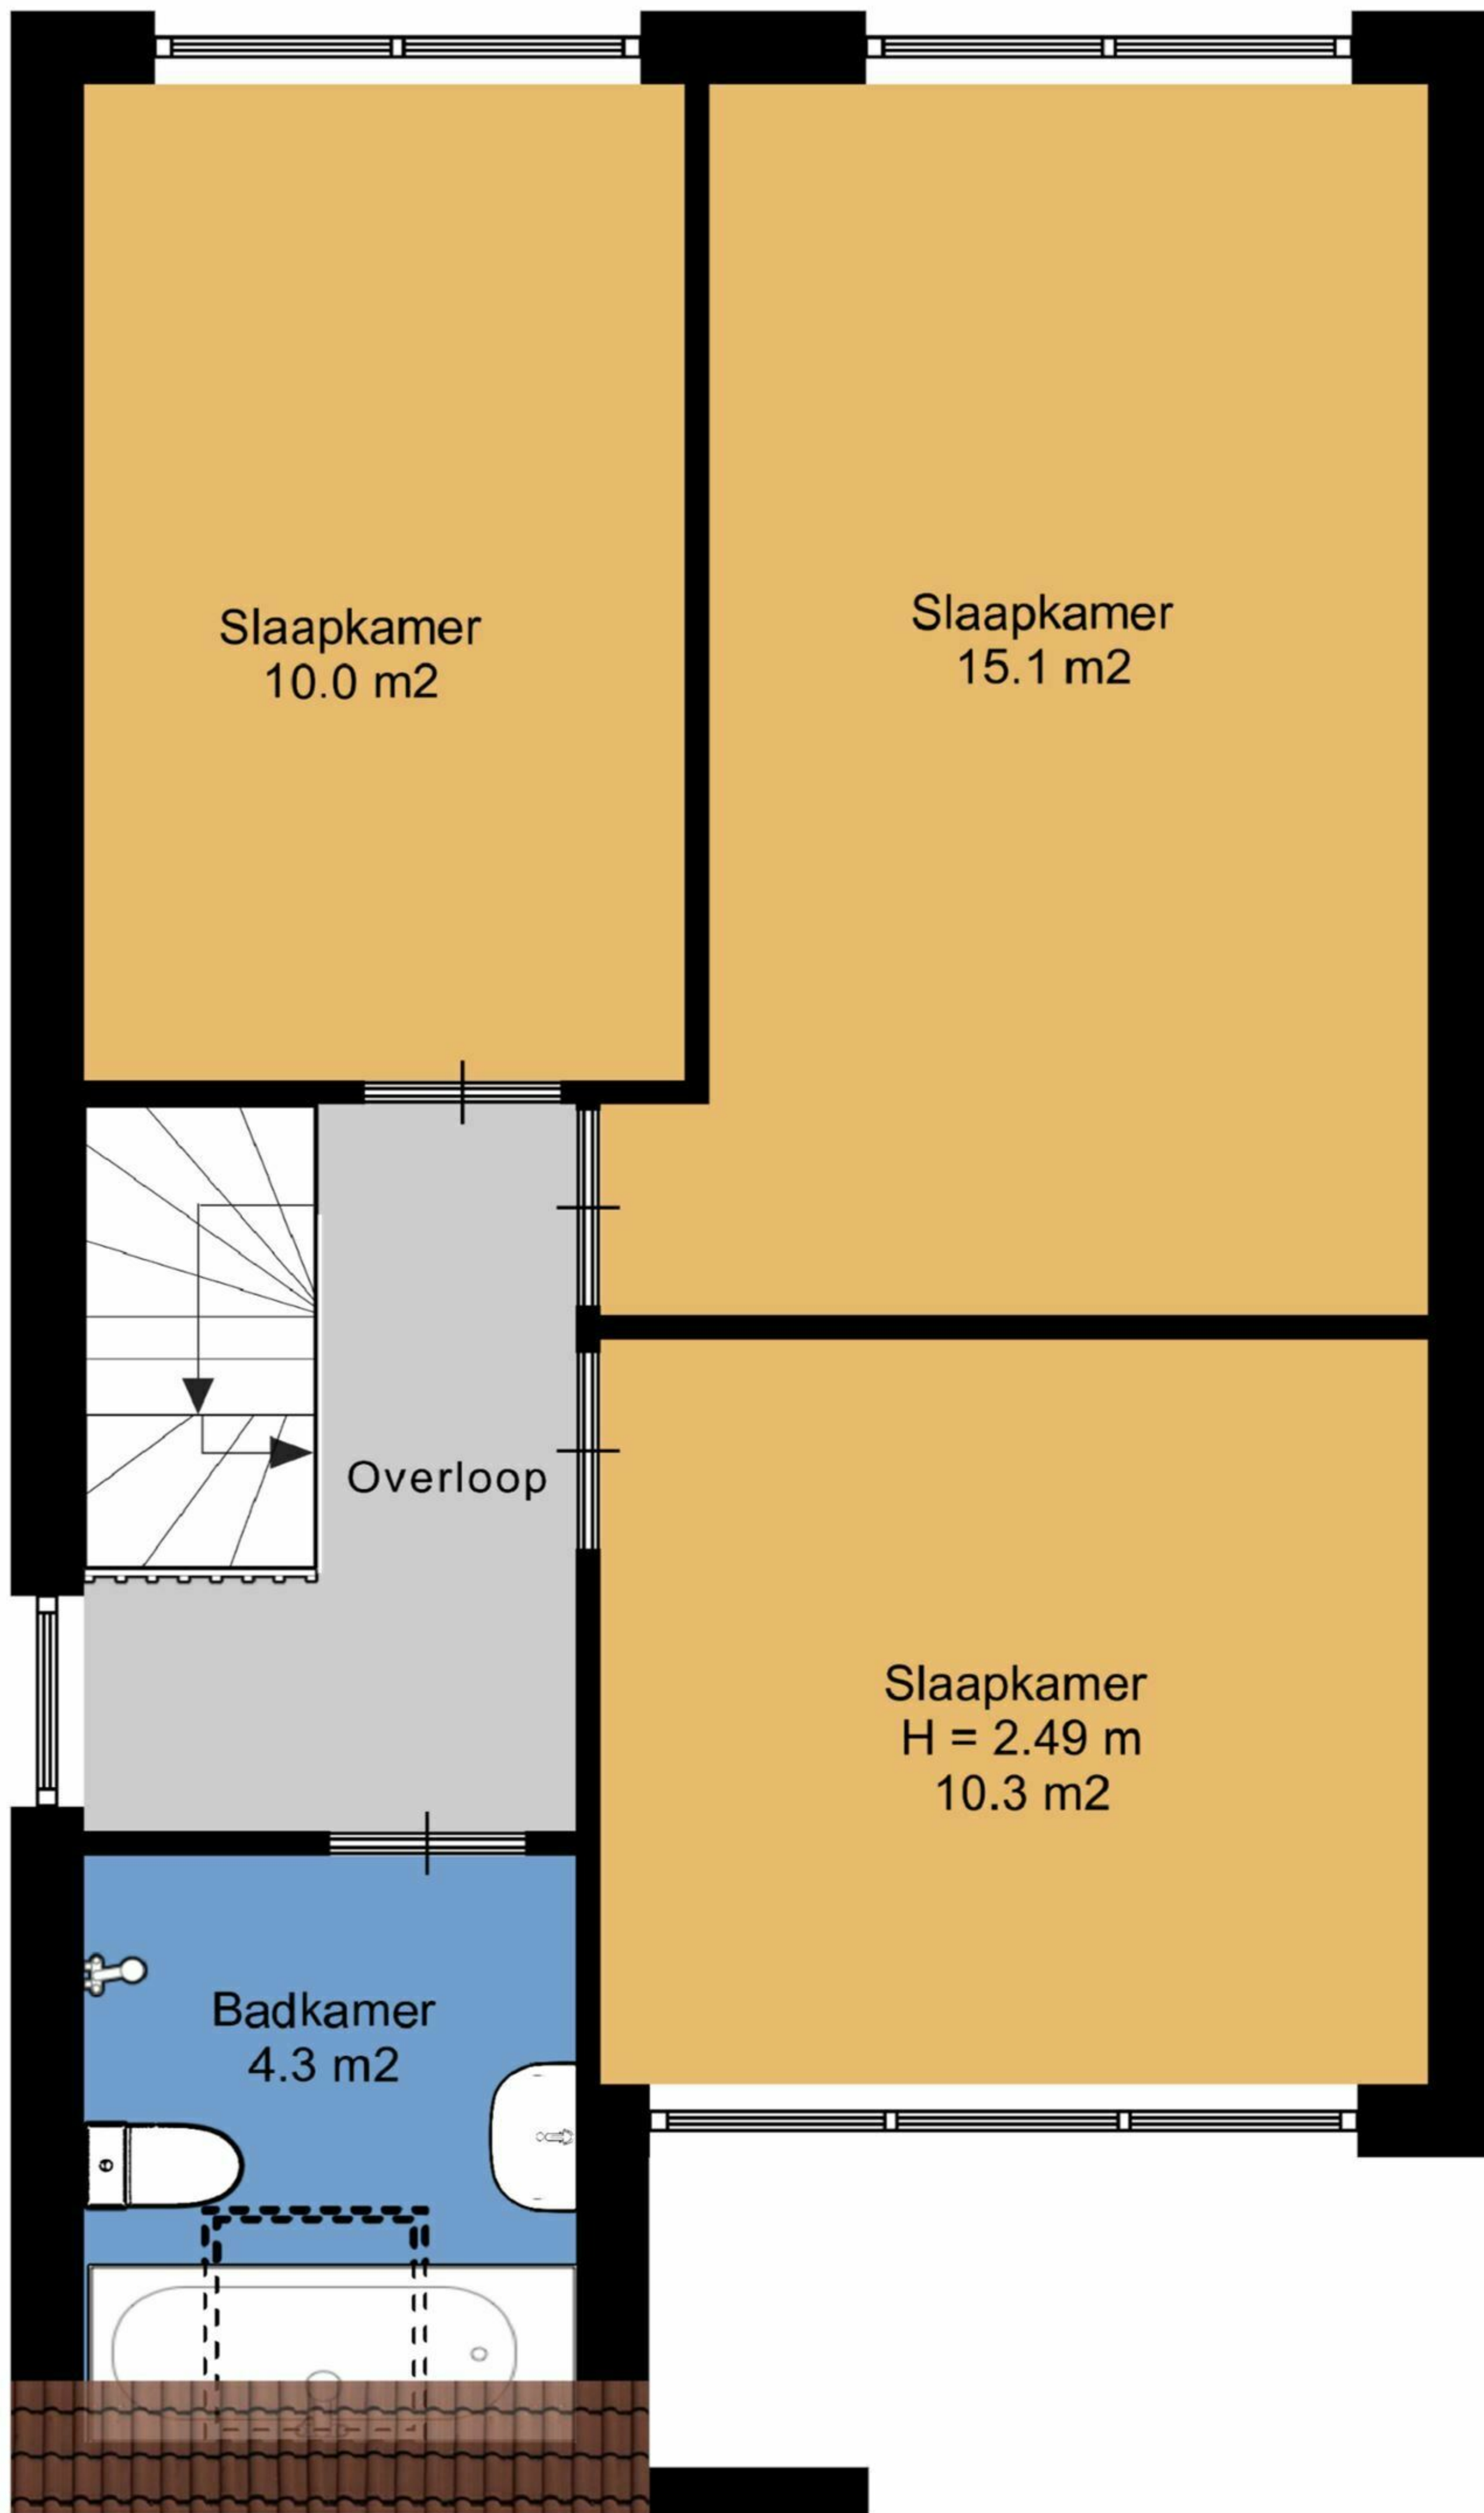 Slaapkamer
10.0 m2
Slaapkamer
15.1 m2
Overloop
Slaapkamer
H = 2.49 m
10.3 m2
Badkamer
4.3 m2